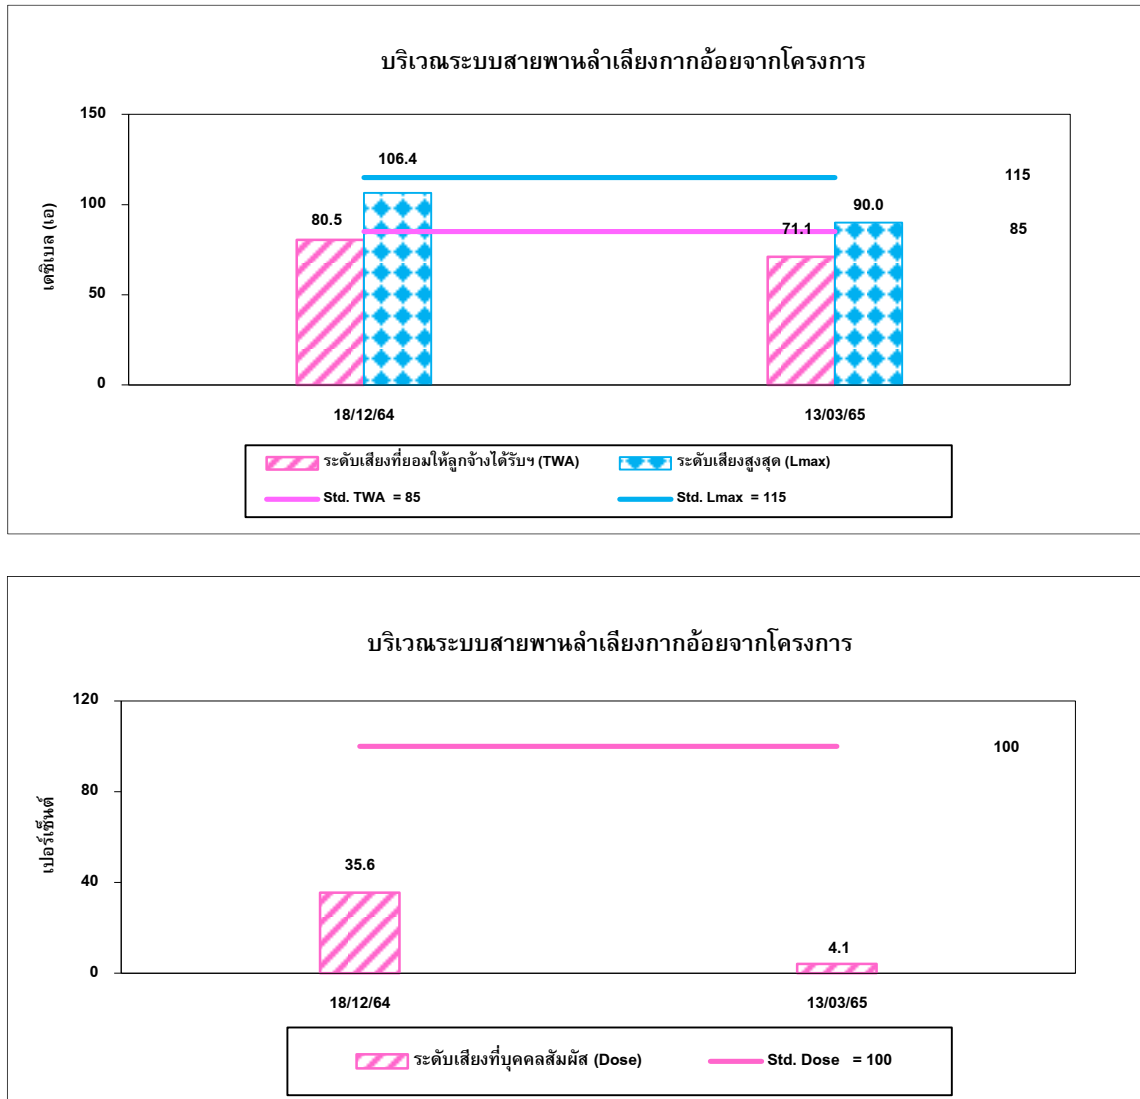 บริเวณระบบสายพานลำเลียงกากอ้อยจากโครงการ
150
100
50
0
เดซิเบล (เอ)
106.4
80.5
71.1
90.0
115
85
18/12/64
13/03/65
ระดับเสียงที่ยอมให้ลูกจ้างได้รับฯ (TWA)
ระดับเสียงสูงสุด (Lmax)
Std. TWA = 85
Std. Lmax = 115
บริเวณระบบสายพานลำเลียงกากอ้อยจากโครงการ
120
80
40
0
เปอร์เซ็นต์
100
35.6
4.1
18/12/64
13/03/65
ระดับเสียงที่บุคคลสัมผัส (Dose)
Std. Dose = 100